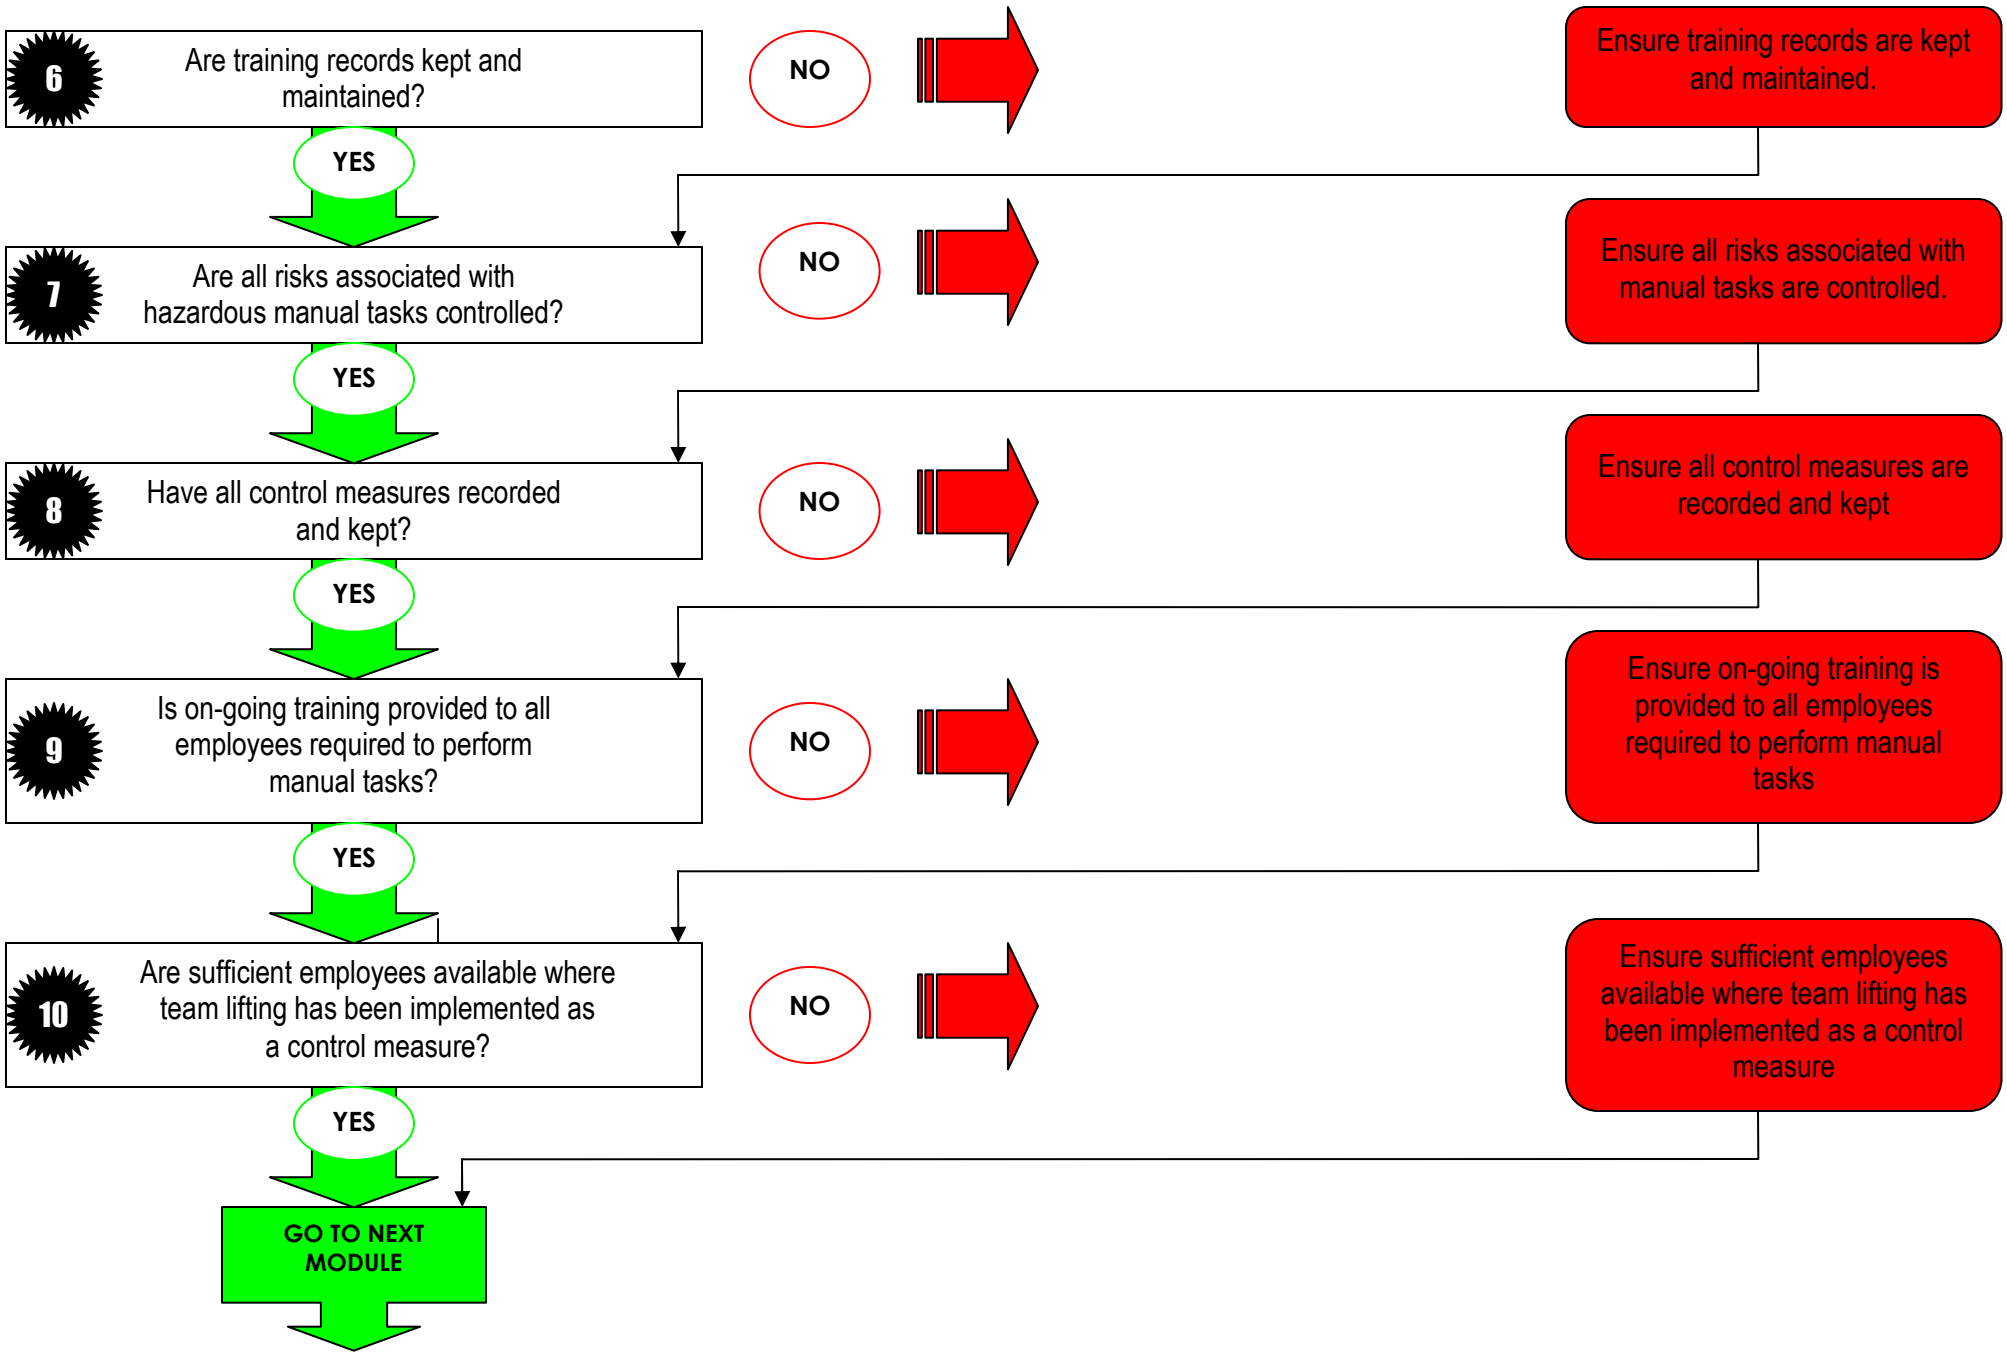 6
Are training records kept and
maintained?
NO
Ensure training records are kept
and maintained.
YES
7
Are all risks associated with
hazardous manual tasks controlled?
NO
Ensure all risks associated with
manual tasks are controlled.
YES
8
Have all control measures recorded
and kept?
NO
Ensure all control measures are
recorded and kept
YES
9
Is on-going training provided to all
employees required to perform
manual tasks?
NO
Ensure on-going training is
provided to all employees
required to perform manual
tasks
YES
10
Are sufficient employees available where
team lifting has been implemented as
a control measure?
NO
Ensure sufficient employees
available where team lifting has
been implemented as a control
measure
YES
GO TO NEXT
MODULE